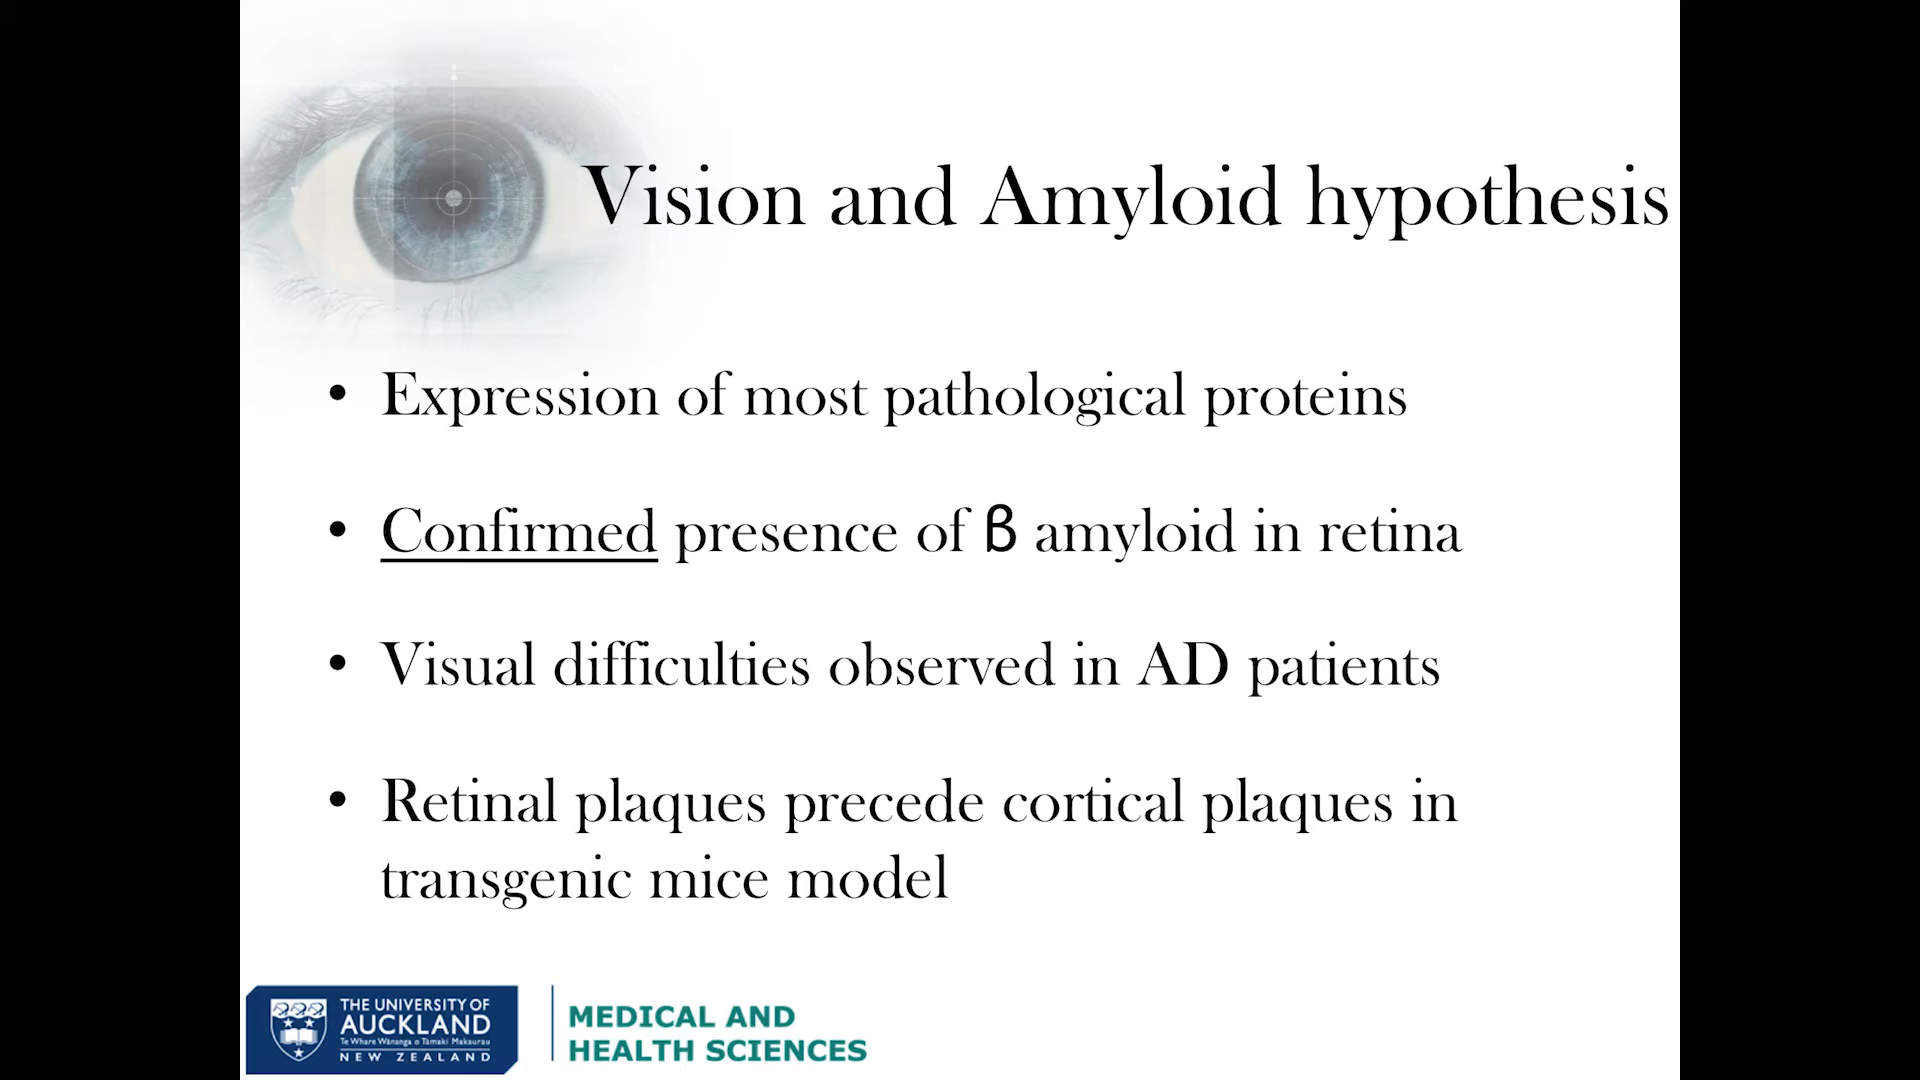 Vision and Amyloid hypothesis
• Expression of most pathological proteins
• Confirmed presence of ß amyloid in retina
• Visual difficulties observed in AD patients
• Retinal plaques precede cortical plaques in
transgenic mice model
THE UNIVERSITY OF
AUCKLAND
Te Whare Wānanga o Tāmaki Makaurau
NEW ZEALAND
MEDICAL AND
HEALTH SCIENCES